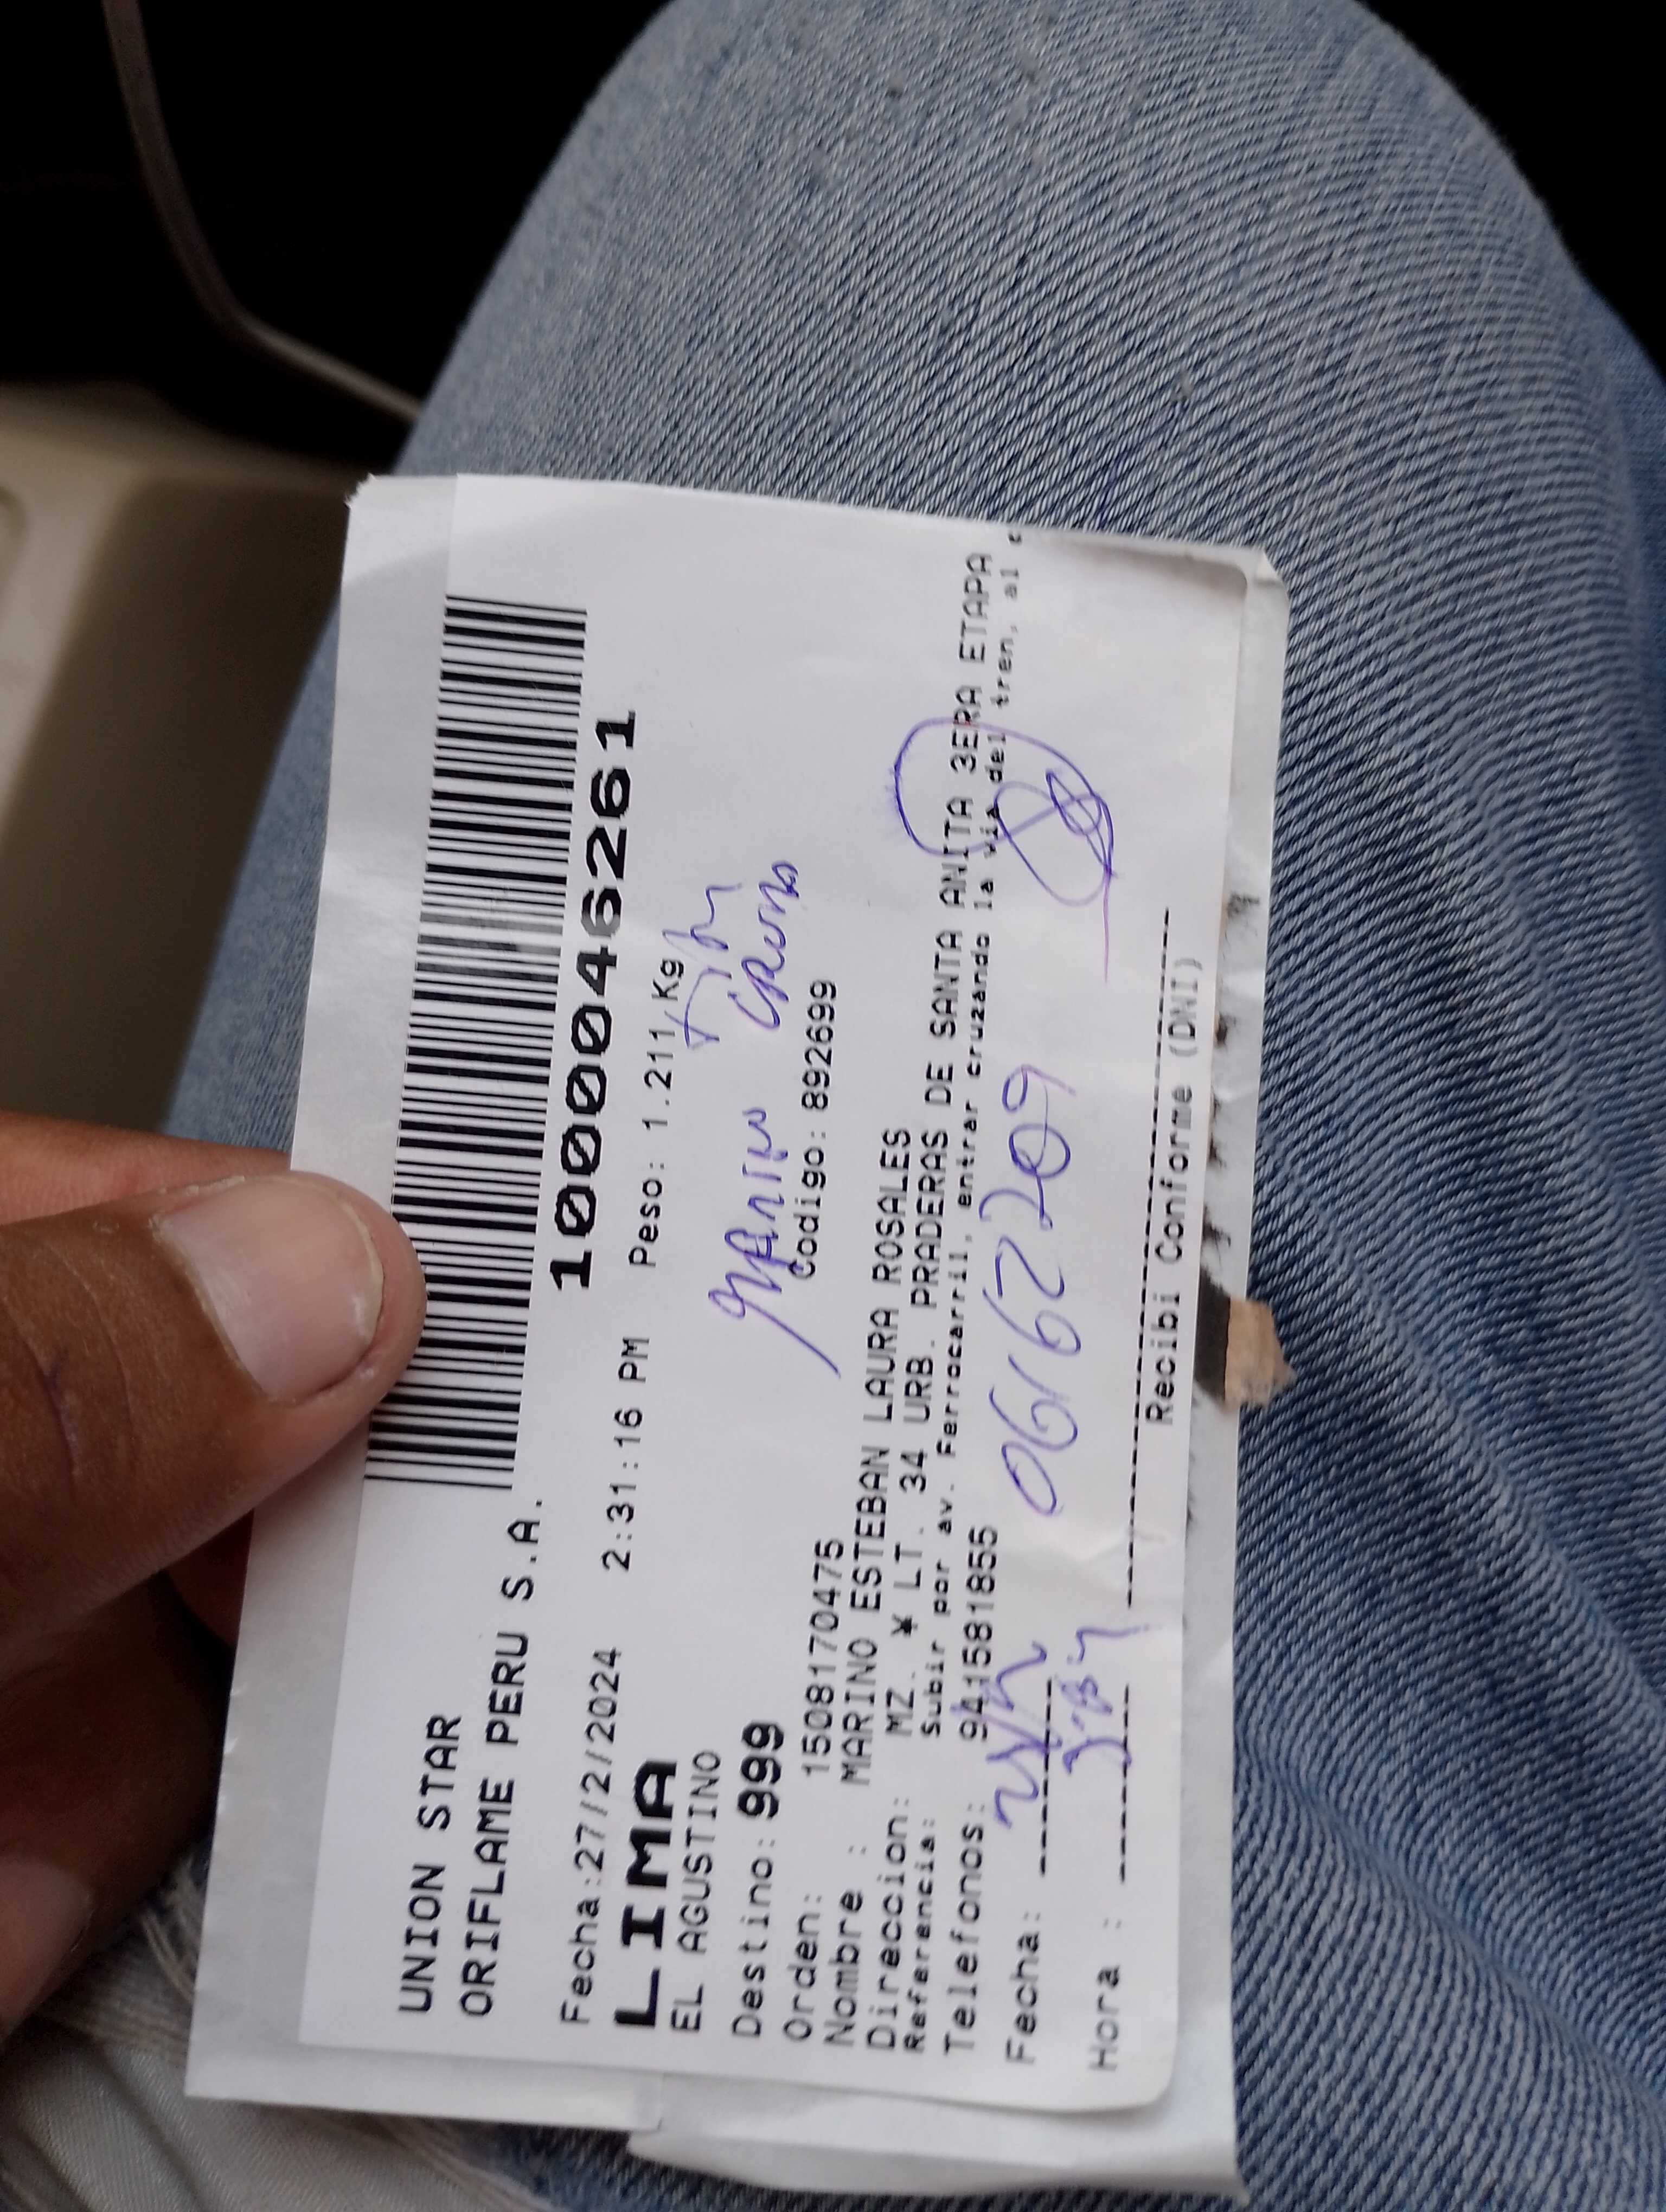 UNION STAR
ORIFLAME PERU S.A.
100046261
Fecha:27/2/2024 2:31:16 PM Peso: 1.211 Kg
LIMA
EL AGUSTINO
Destino: 999
Marino
Codigo: 892699
Orden: 1508170475
Nombre : MARINO ESTEBAN LAURA ROSALES
Direccion: MZ. ¥ LT. 34 URB. PRADERAS DE SANTA ANITA 3ERA ETAPA
Referencia: Subir por av. Ferrocarril, entrar cruzando la via del tren, al
Telefonos: 941581855
Fecha:
06162209
Hora :
Recibi Conforme (DNI)